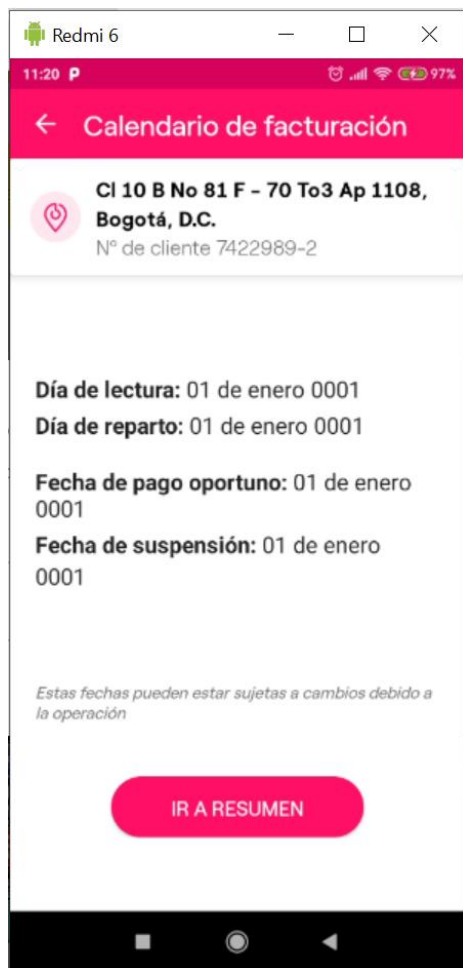 Redmi 6
11:20 P 97%
Calendario de facturación
Cl 10 B No 81 F - 70 To3 Ap 1108,
Bogotá, D.C.
N° de cliente 7422989-2
Día de lectura: 01 de enero 0001
Día de reparto: 01 de enero 0001
Fecha de pago oportuno: 01 de enero
0001
Fecha de suspensión: 01 de enero
0001
Estas fechas pueden estar sujetas a cambios debido a
la operación
IR A RESUMEN